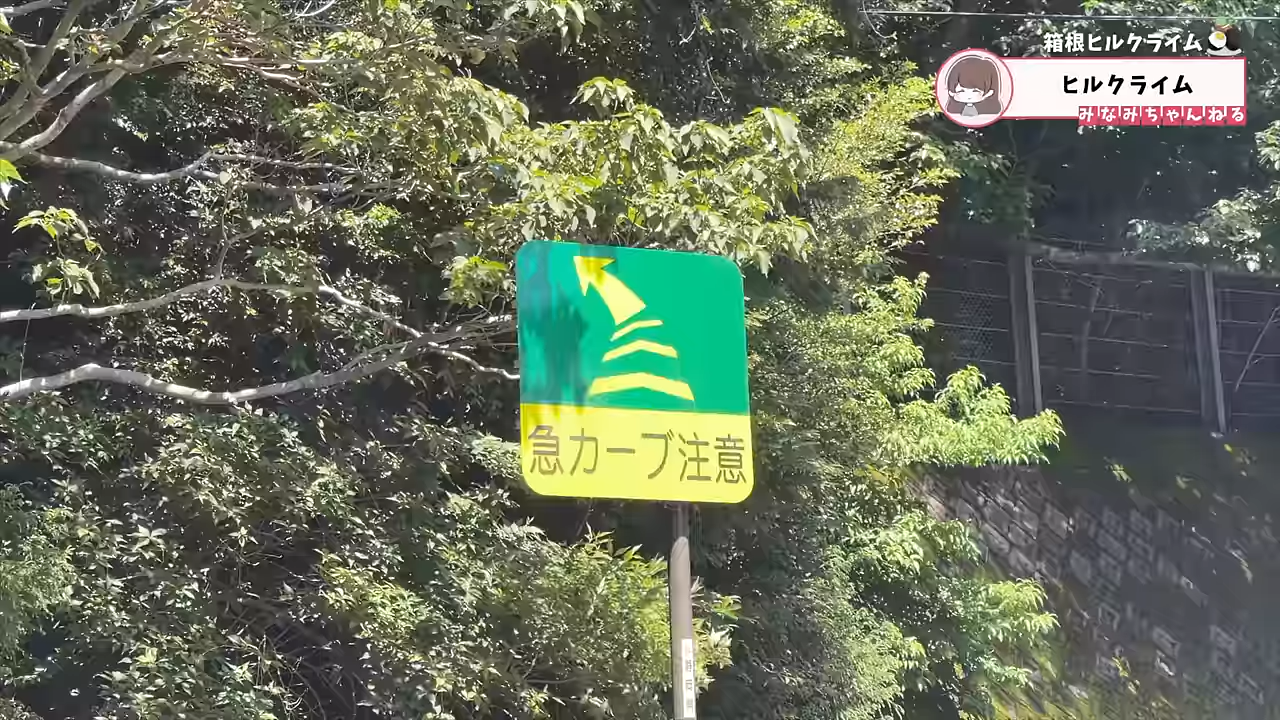 箱根ヒルクライム
ヒルクライム
みなみちゃんねる
急カーブ注意